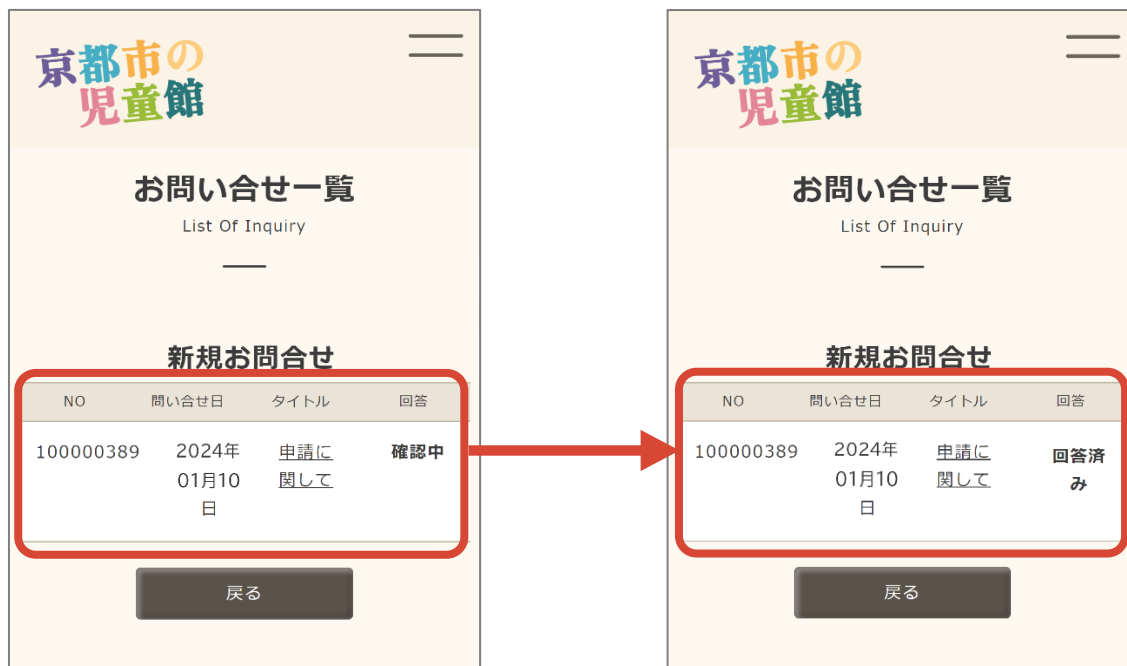 京都市の
児童館
お問い合せ一覧
List Of Inquiry
新規お問合せ
NO 問い合せ日 タイトル 回答
100000389 2024年 申請に 確認中
01月10 関して
日
戻る
京都市の
児童館
お問い合せ一覧
List Of Inquiry
新規お問合せ
NO 問い合せ日 タイトル 回答
100000389 2024年 申請に 回答済
01月10 関して み
日
戻る